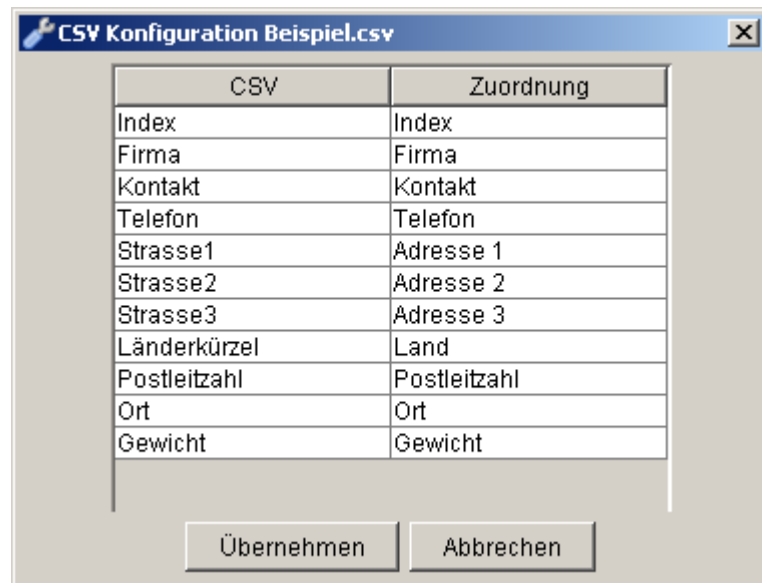 CSV Konfiguration Beispiel.csv
CSV Zuordnung
Index Index
Firma Firma
Kontakt Kontakt
Telefon Telefon
Strasse1 Adresse 1
Strasse2 Adresse 2
Strasse3 Adresse 3
Länderkürzel Land
Postleitzahl Postleitzahl
Ort Ort
Gewicht Gewicht
Übernehmen Abbrechen